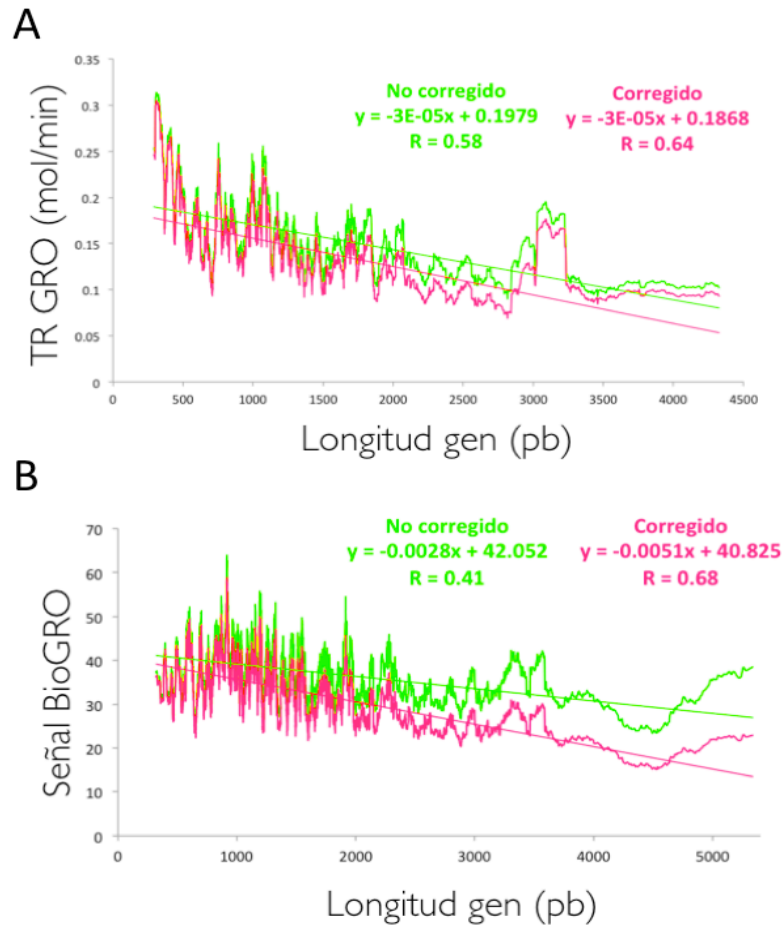 A
TR GRO (mol/min)
0.35
0.3
0.25
0.2
0.15
0.1
0.05
0
No corregido
y = -3E-05x + 0.1979
R = 0.58
Corregido
y = -3E-05x + 0.1868
R = 0.64
0 500 1000 1500 2000 2500 3000 3500 4000 4500
Longitud gen (pb)
B
Señal BioGRO
70
60
50
40
30
20
10
0
No corregido
y = -0.0028x + 42.052
R = 0.41
Corregido
y = -0.0051x + 40.825
R = 0.68
0 1000 2000 3000 4000 5000
Longitud gen (pb)